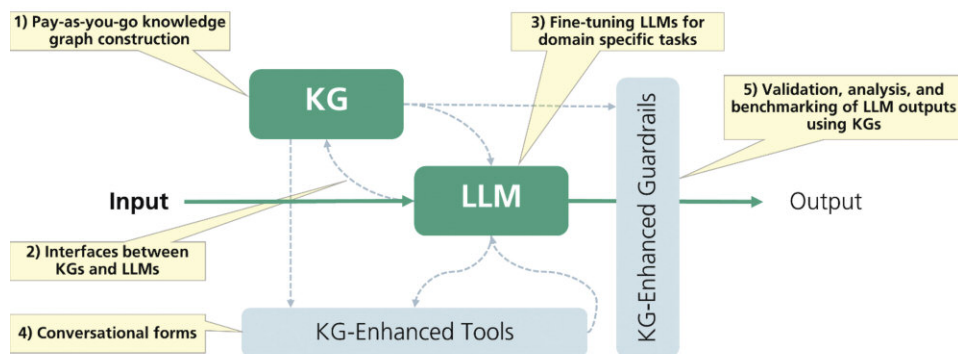 1) Pay-as-you-go knowledge
graph construction
3) Fine-tuning LLMs for
domain specific tasks
KG
5) Validation, analysis, and
benchmarking of LLM outputs
using KGs
KG-Enhanced Guardrails
Input
LLM
Output
2) Interfaces between
KGs and LLMs
4) Conversational forms
KG-Enhanced Tools